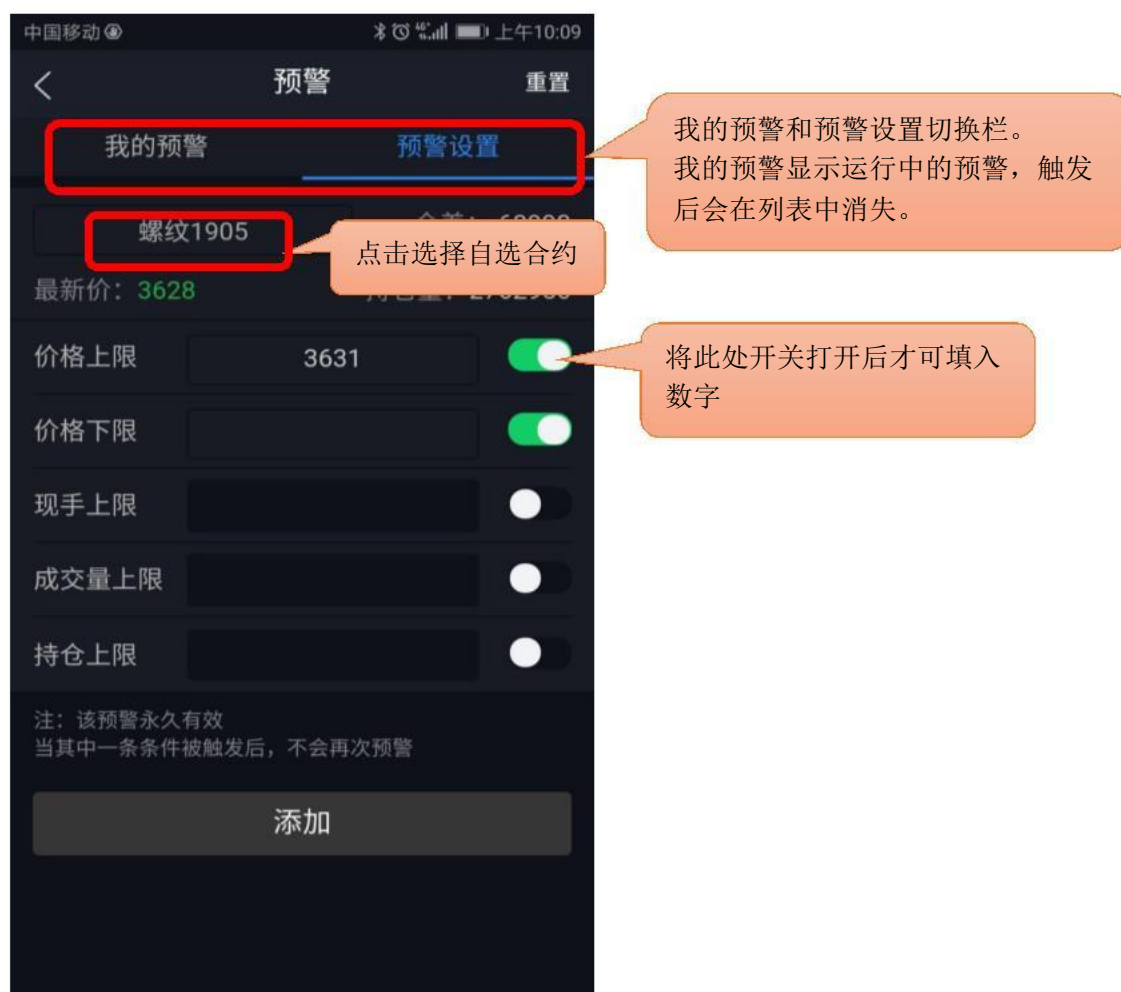 中国移动
上午10:09
预警
重置
我的预警
预警设置
我的预警和预警设置切换栏。
我的预警显示运行中的预警，触发
后会在列表中消失。
螺纹1905
点击选择自选合约
最新价：3628
价格上限
3631
将此处开关打开后才可填入
数字
价格下限
现手上限
成交量上限
持仓上限
注：该预警永久有效
当其中一条条件被触发后，不会再次预警
添加